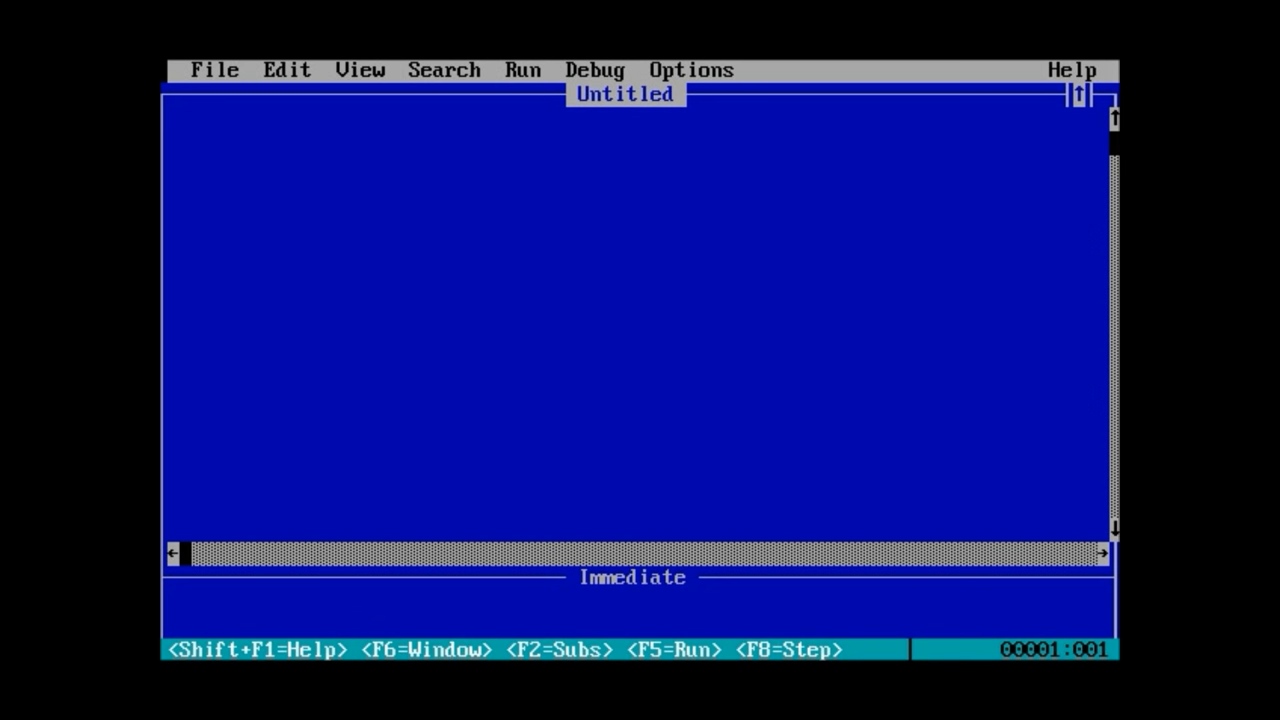 File Edit View Search Run Debug Options Help
Untitled
Immediate
<Shift+F1=Help> <F6=Window> <F2=Subs> <F5=Run> <F8=Step> 00001:001